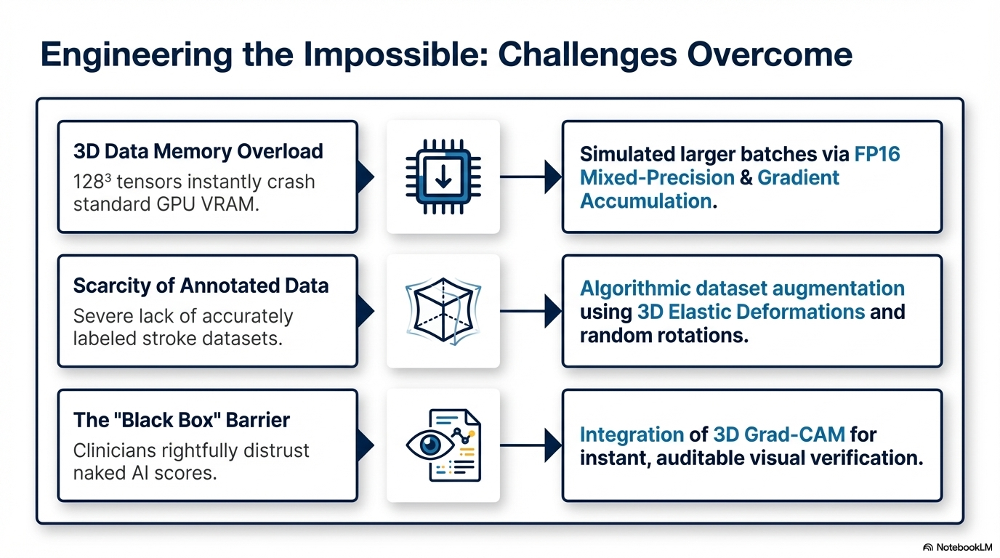 Engineering the Impossible: Challenges Overcome
3D Data Memory Overload
128³ tensors instantly crash
standard GPU VRAM.
Simulated larger batches via FP16
Mixed-Precision & Gradient
Accumulation.
Scarcity of Annotated Data
Severe lack of accurately
labeled stroke datasets.
Algorithmic dataset augmentation
using 3D Elastic Deformations and
random rotations.
The "Black Box" Barrier
Clinicians rightfully distrust
naked AI scores.
Integration of 3D Grad-CAM for
instant, auditable visual verification.
NotebookLM